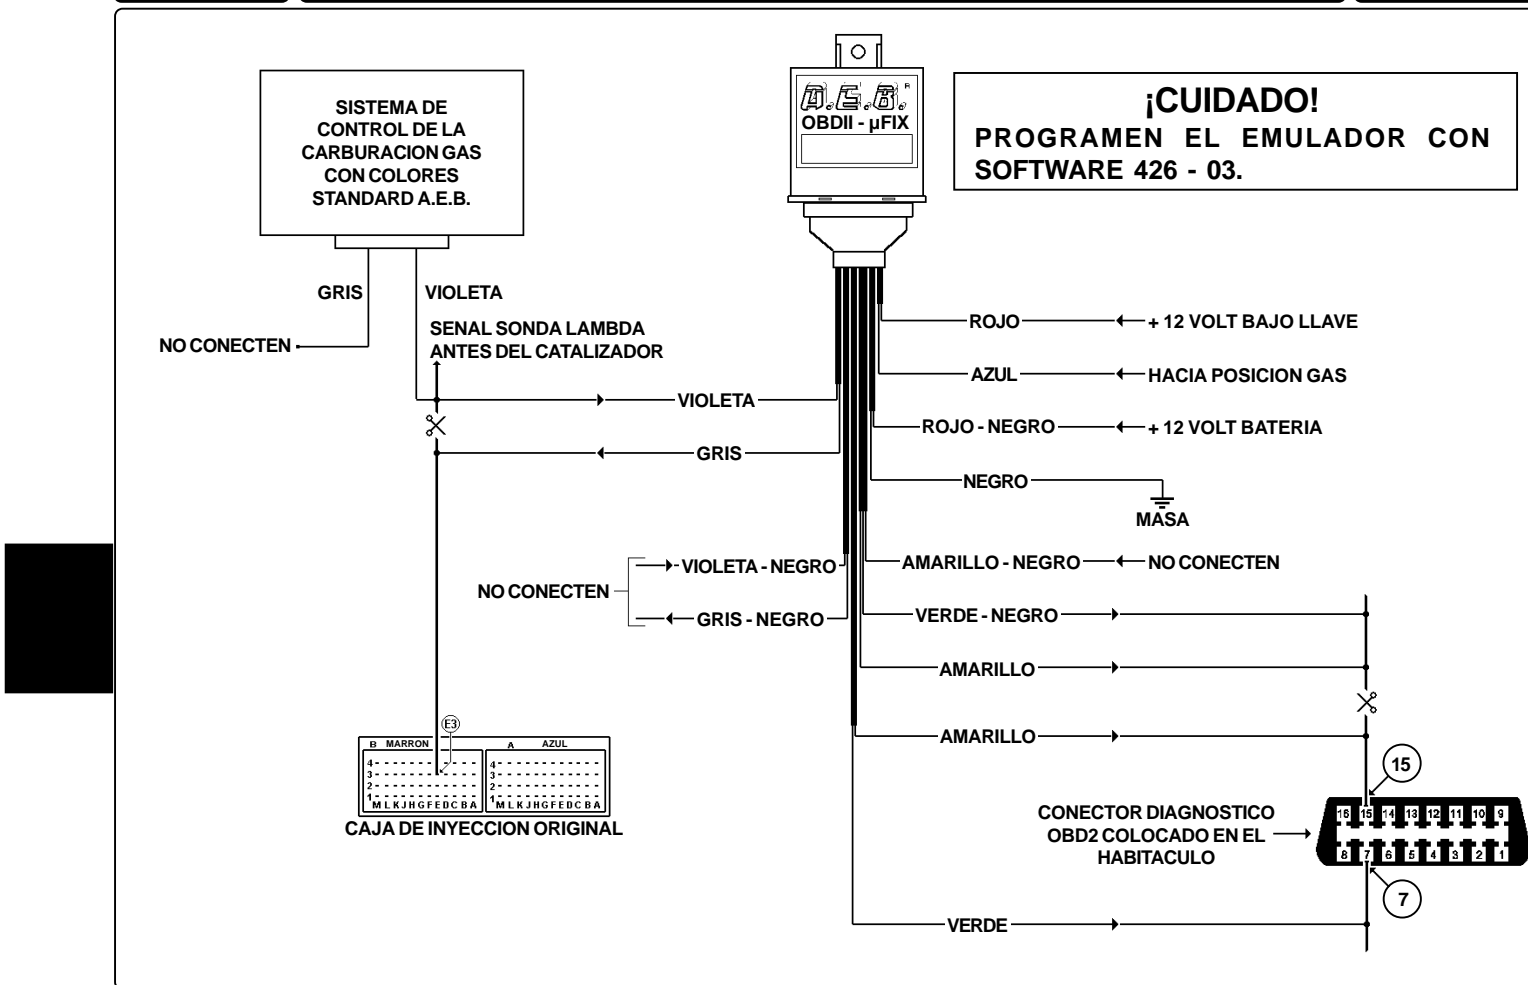 SISTEMA DE
CONTROL DE LA
CARBURACION GAS
CON COLORES
STANDARD A.E.B.
A.E.B. R
OBDII - µFIX
¡CUIDADO!
PROGRAMEN EL EMULADOR CON
SOFTWARE 426 - 03.
GRIS
VIOLETA
NO CONECTEN
SENAL SONDA LAMBDA
ANTES DEL CATALIZADOR
VIOLETA
GRIS
ROJO
+ 12 VOLT BAJO LLAVE
AZUL
HACIA POSICION GAS
ROJO - NEGRO
+ 12 VOLT BATERIA
NEGRO
MASA
NO CONECTEN
VIOLETA - NEGRO
GRIS - NEGRO
AMARILLO - NEGRO
NO CONECTEN
VERDE - NEGRO
AMARILLO
AMARILLO
E3
B MARRON
4
3
2
1
M L K J H G F E D C B A
A AZUL
4
3
2
1
M L K J H G F E D C B A
CAJA DE INYECCION ORIGINAL
CONECTOR DIAGNOSTICO
OBD2 COLOCADO EN EL
HABITACULO
15
16 15 14 13 12 11 10 9
8 7 6 5 4 3 2 1
7
VERDE